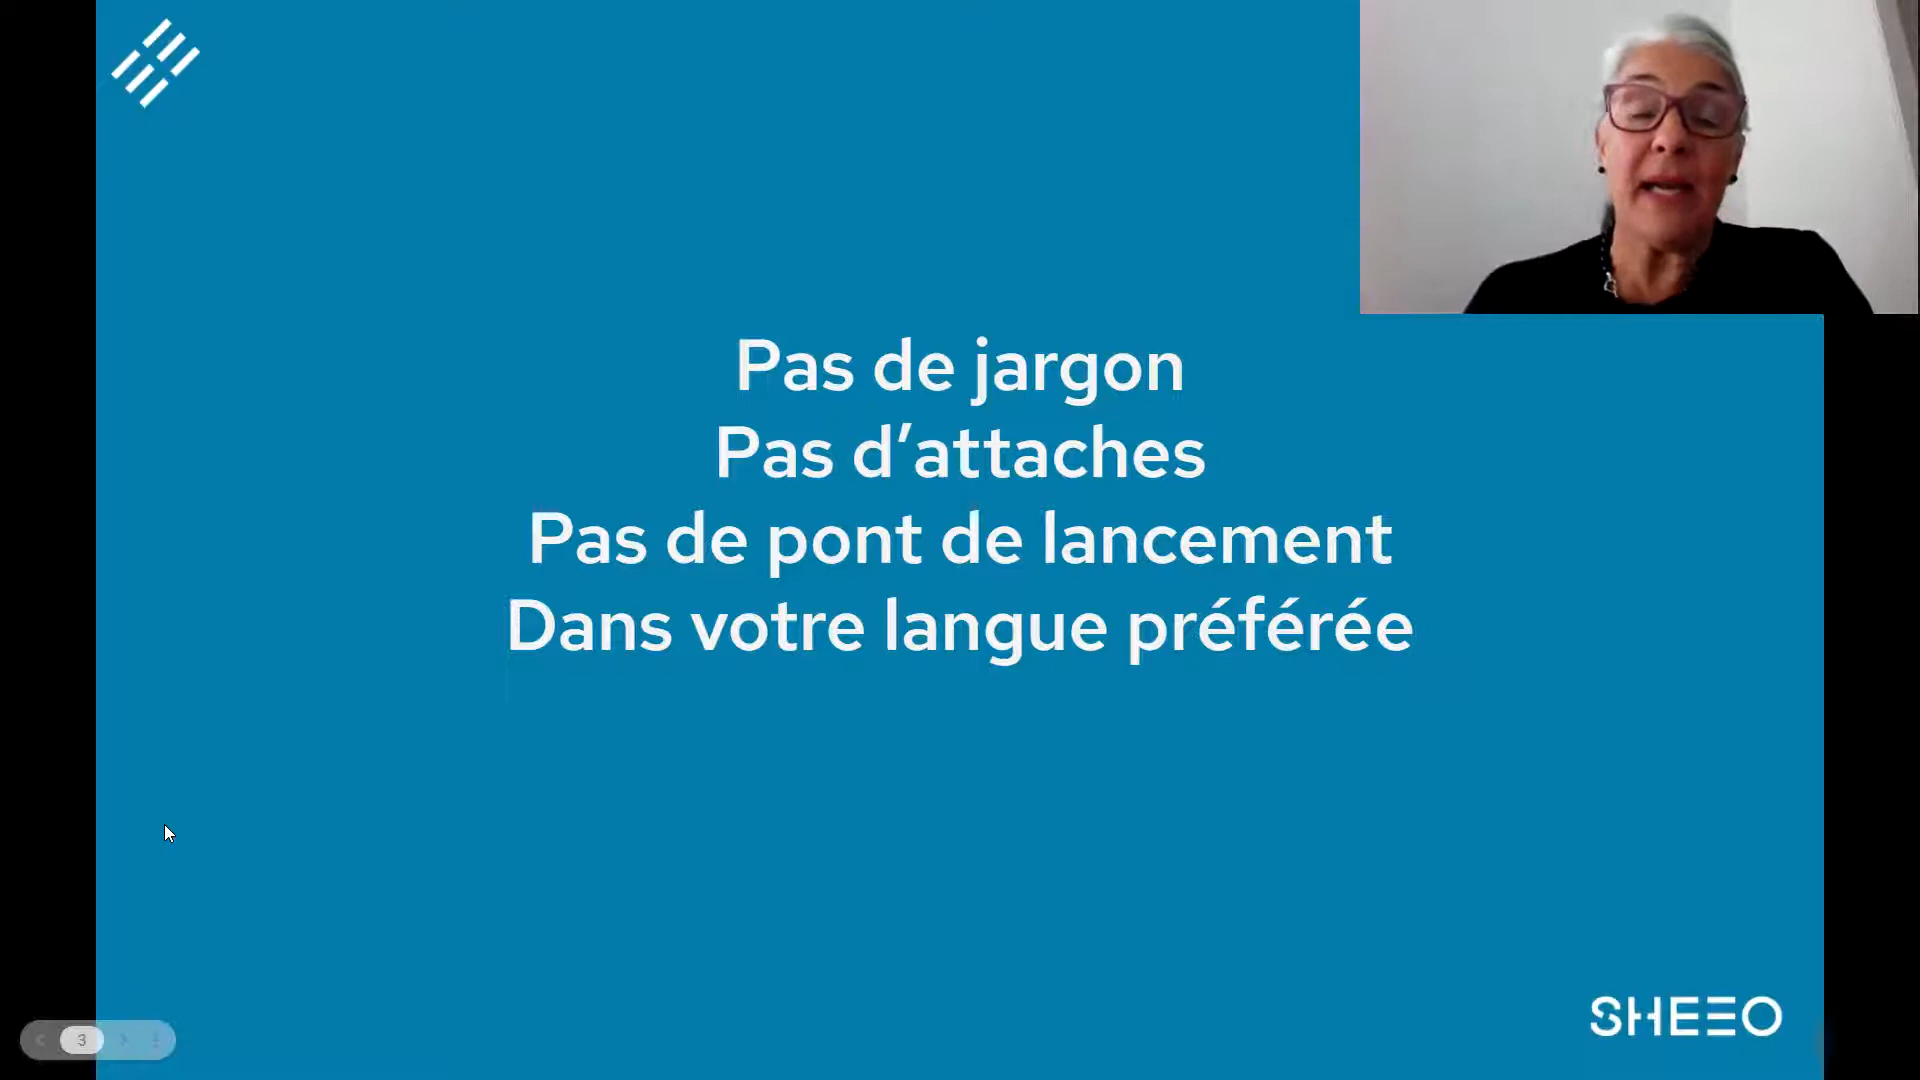 Pas de jargon
Pas d’attaches
Pas de pont de lancement
Dans votre langue préférée
SHEEO
3